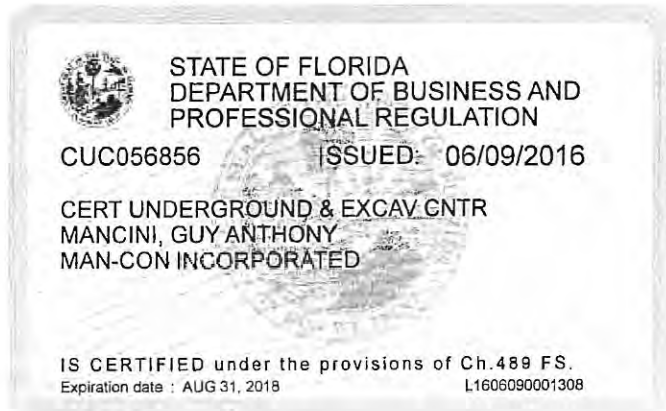 STATE OF FLORIDA
DEPARTMENT OF BUSINESS AND
PROFESSIONAL REGULATION
CUC056856 ISSUED: 06/09/2016
CERT UNDERGROUND & EXCAV CNTR
MANCINI, GUY ANTHONY
MAN-CON INCORPORATED
IS CERTIFIED under the provisions of Ch.489 FS.
Expiration date : AUG 31, 2018 L1606090001308